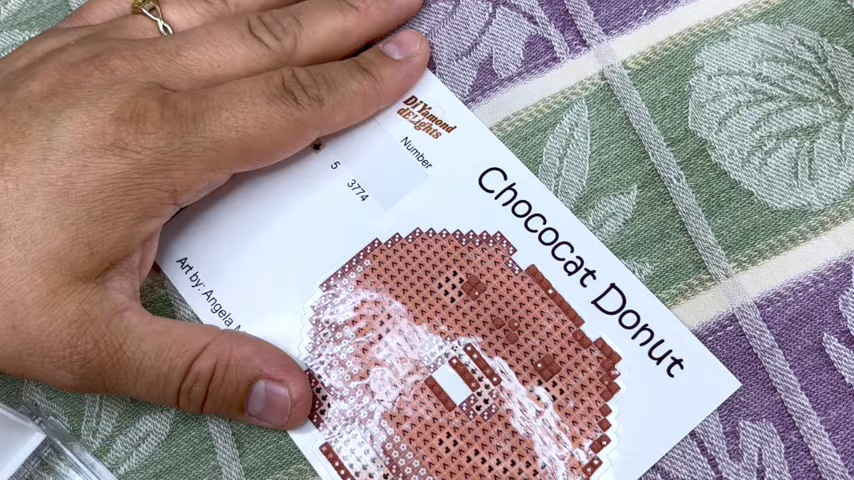 DIYamond
dELights
Number
5 3774
Chococat Donut
Art by: Angela